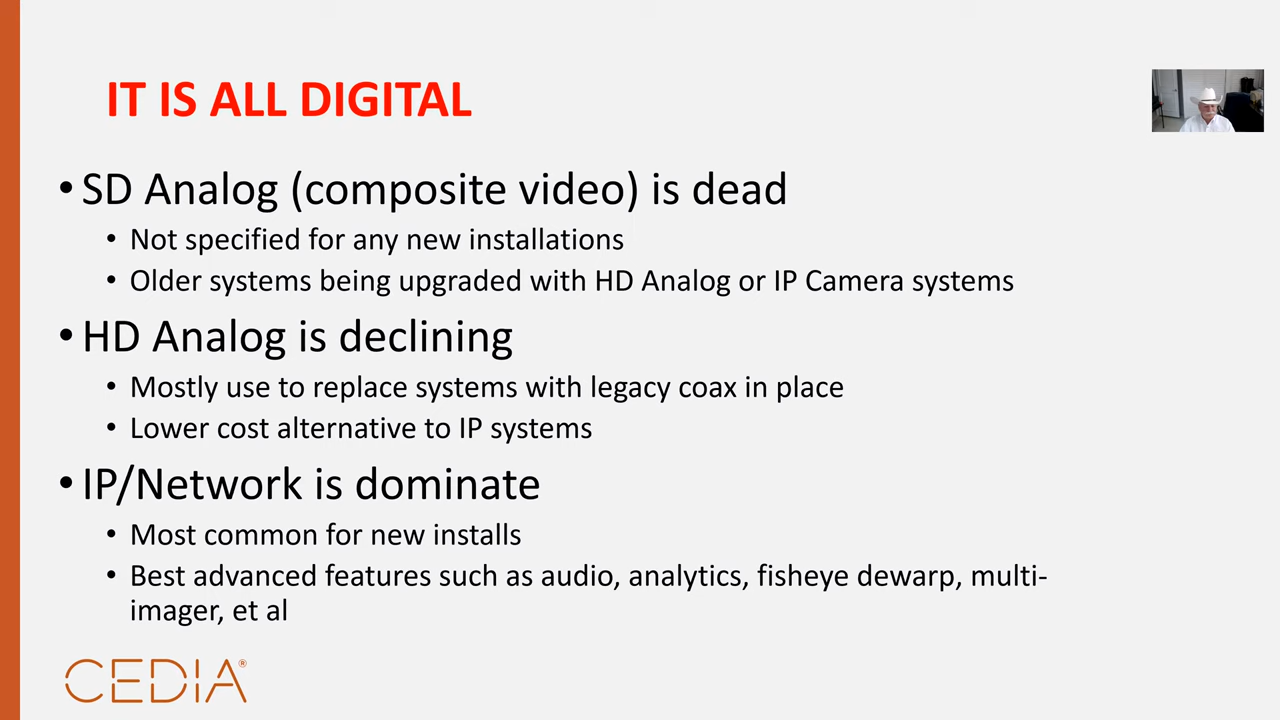 IT IS ALL DIGITAL
• SD Analog (composite video) is dead
• Not specified for any new installations
• Older systems being upgraded with HD Analog or IP Camera systems
• HD Analog is declining
• Mostly use to replace systems with legacy coax in place
• Lower cost alternative to IP systems
• IP/Network is dominate
• Most common for new installs
• Best advanced features such as audio, analytics, fisheye dewarp, multi-
imager, et al
CEDIA®